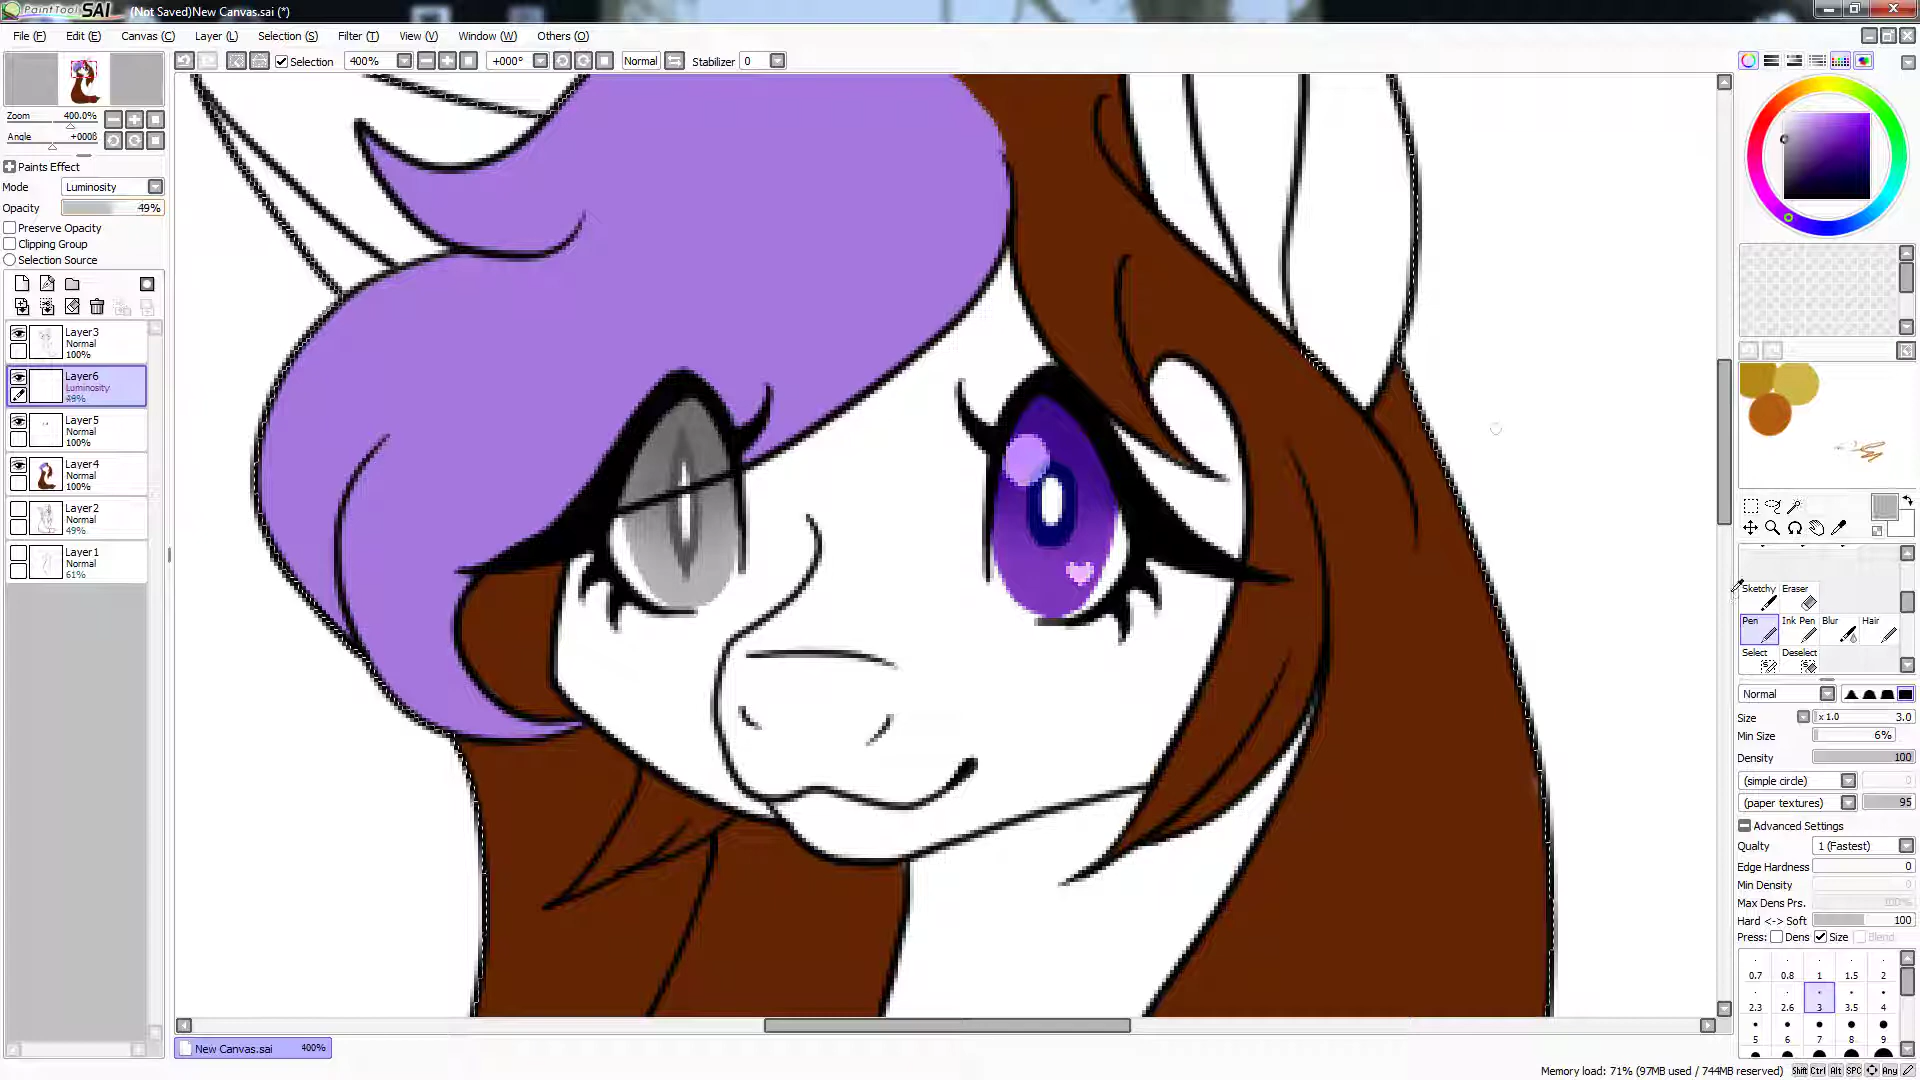 PaintTool SAI (Not Saved)New Canvas.sai (*)
File (F) Edit (E) Canvas (C) Layer (L) Selection (S) Filter (T) View (V) Window (W) Others (O)
Selection 400% +000° Normal Stabilizer 0
Zoom 400.0%
Angle +000ß
Paints Effect
Mode Luminosity
Opacity 49%
Preserve Opacity
Clipping Group
Selection Source
Layer3
Normal
100%
Layer6
Luminosity
49%
Layer5
Normal
100%
Layer4
Normal
100%
Layer2
Normal
49%
Layer1
Normal
61%
Sketchy Eraser
Pen Ink Pen Blur Hair
Select Deselect
Normal
Size x 1.0 3.0
Min Size 6%
Density 100
(simple circle) 0
(paper textures) 95
Advanced Settings
Quality 1 (Fastest)
Edge Hardness 0
Min Density 0
Max Dens Prs. 100%
Hard <-> Soft 100
Press: Dens Size Blend
0.7 0.8 1 1.5 2
2.3 2.6 3 3.5 4
5 6 7 8 9
New Canvas.sai 400%
Memory load: 71% (97MB used / 744MB reserved) Shift Ctrl Alt SPC Any